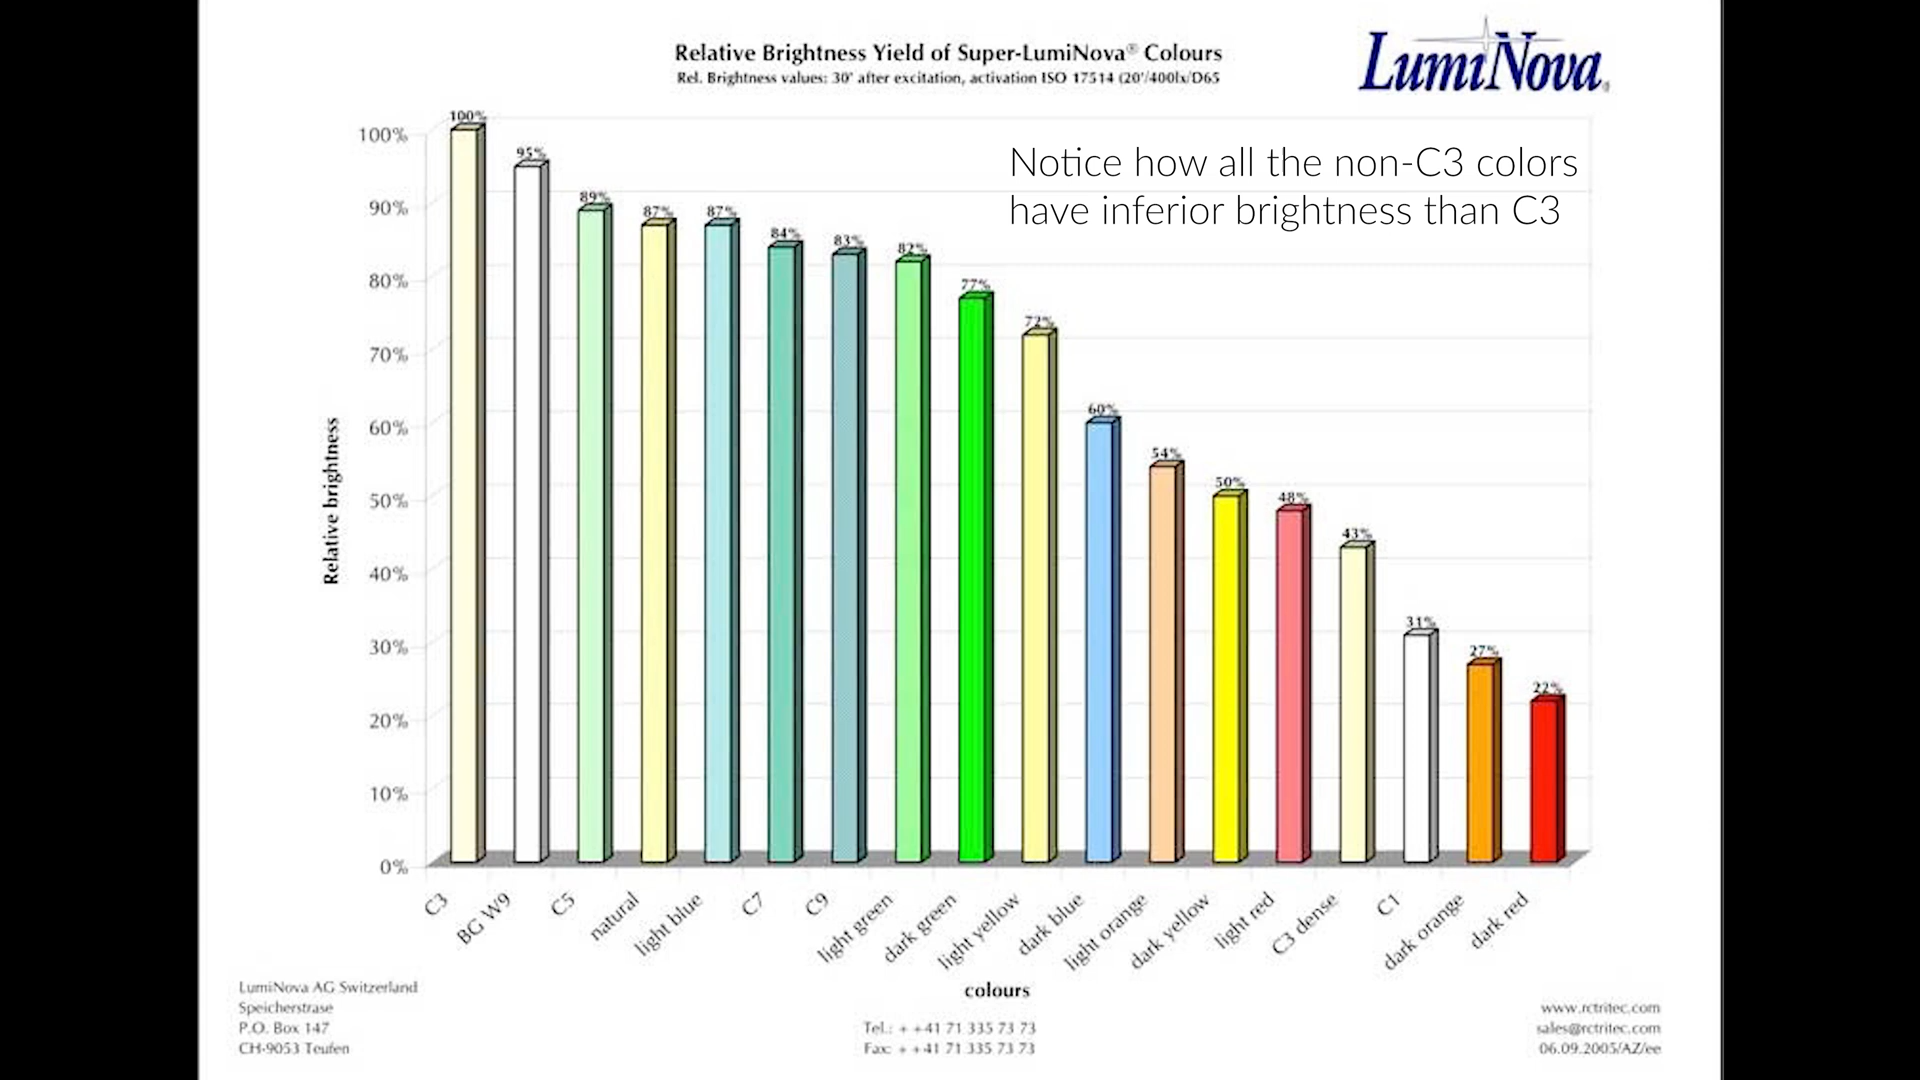 Relative Brightness Yield of Super-LumiNova® Colours
Rel. Brightness values: 30' after excitation, activation ISO 17514 (20'/400lx/D65
LumiNova®
Notice how all the non-C3 colors
have inferior brightness than C3
100%
90%
80%
70%
60%
50%
40%
30%
20%
10%
0%
Relative brightness
100%
95%
89%
87%
87%
84%
83%
82%
77%
72%
60%
54%
50%
48%
43%
31%
27%
22%
C3
BG W9
C5
natural
light blue
C7
C9
light green
dark green
light yellow
dark blue
light orange
dark yellow
light red
C3 dense
C1
dark orange
dark red
colours
LumiNova AG Switzerland
Speicherstrase
P.O. Box 147
CH-9053 Teufen
Tel.: + +41 71 335 73 73
Fax: + +41 71 335 73 73
www.rctritec.com
sales@rctritec.com
06.09.2005/AZ/ee